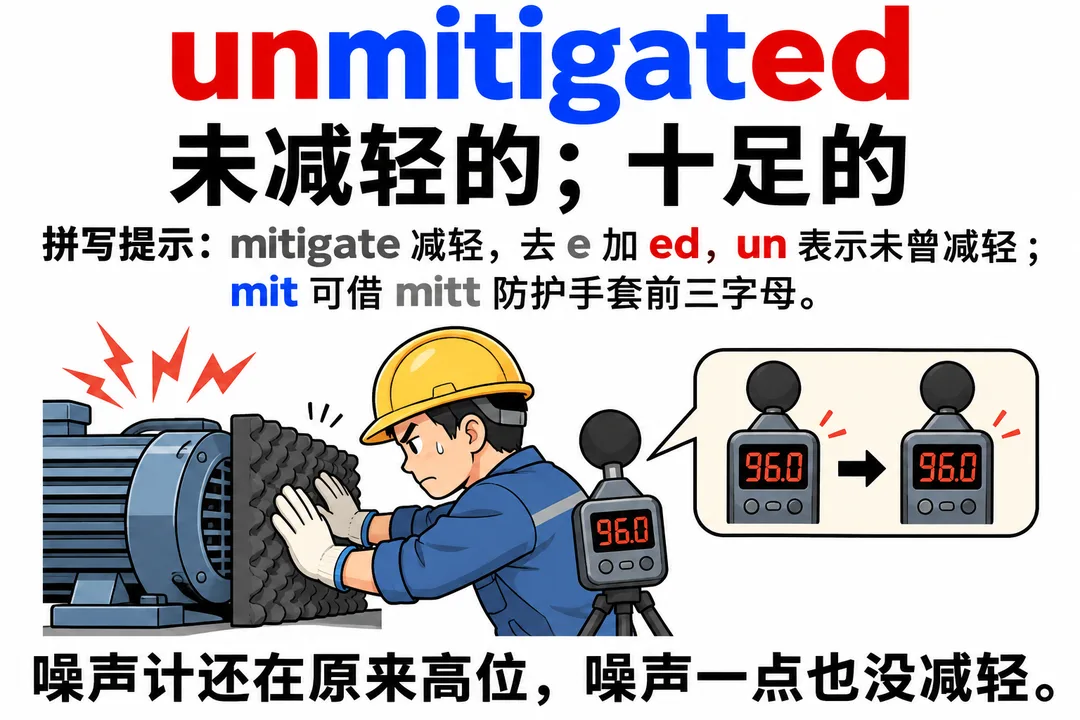 unmitigated
未减轻的；十足的
拼写提示：mitigate 减轻，去 e 加 ed，un 表示未曾减轻；
mit 可借 mitt 防护手套前三字母。
96.0
96.0
96.0
噪声计还在原来高位，噪声一点也没减轻。